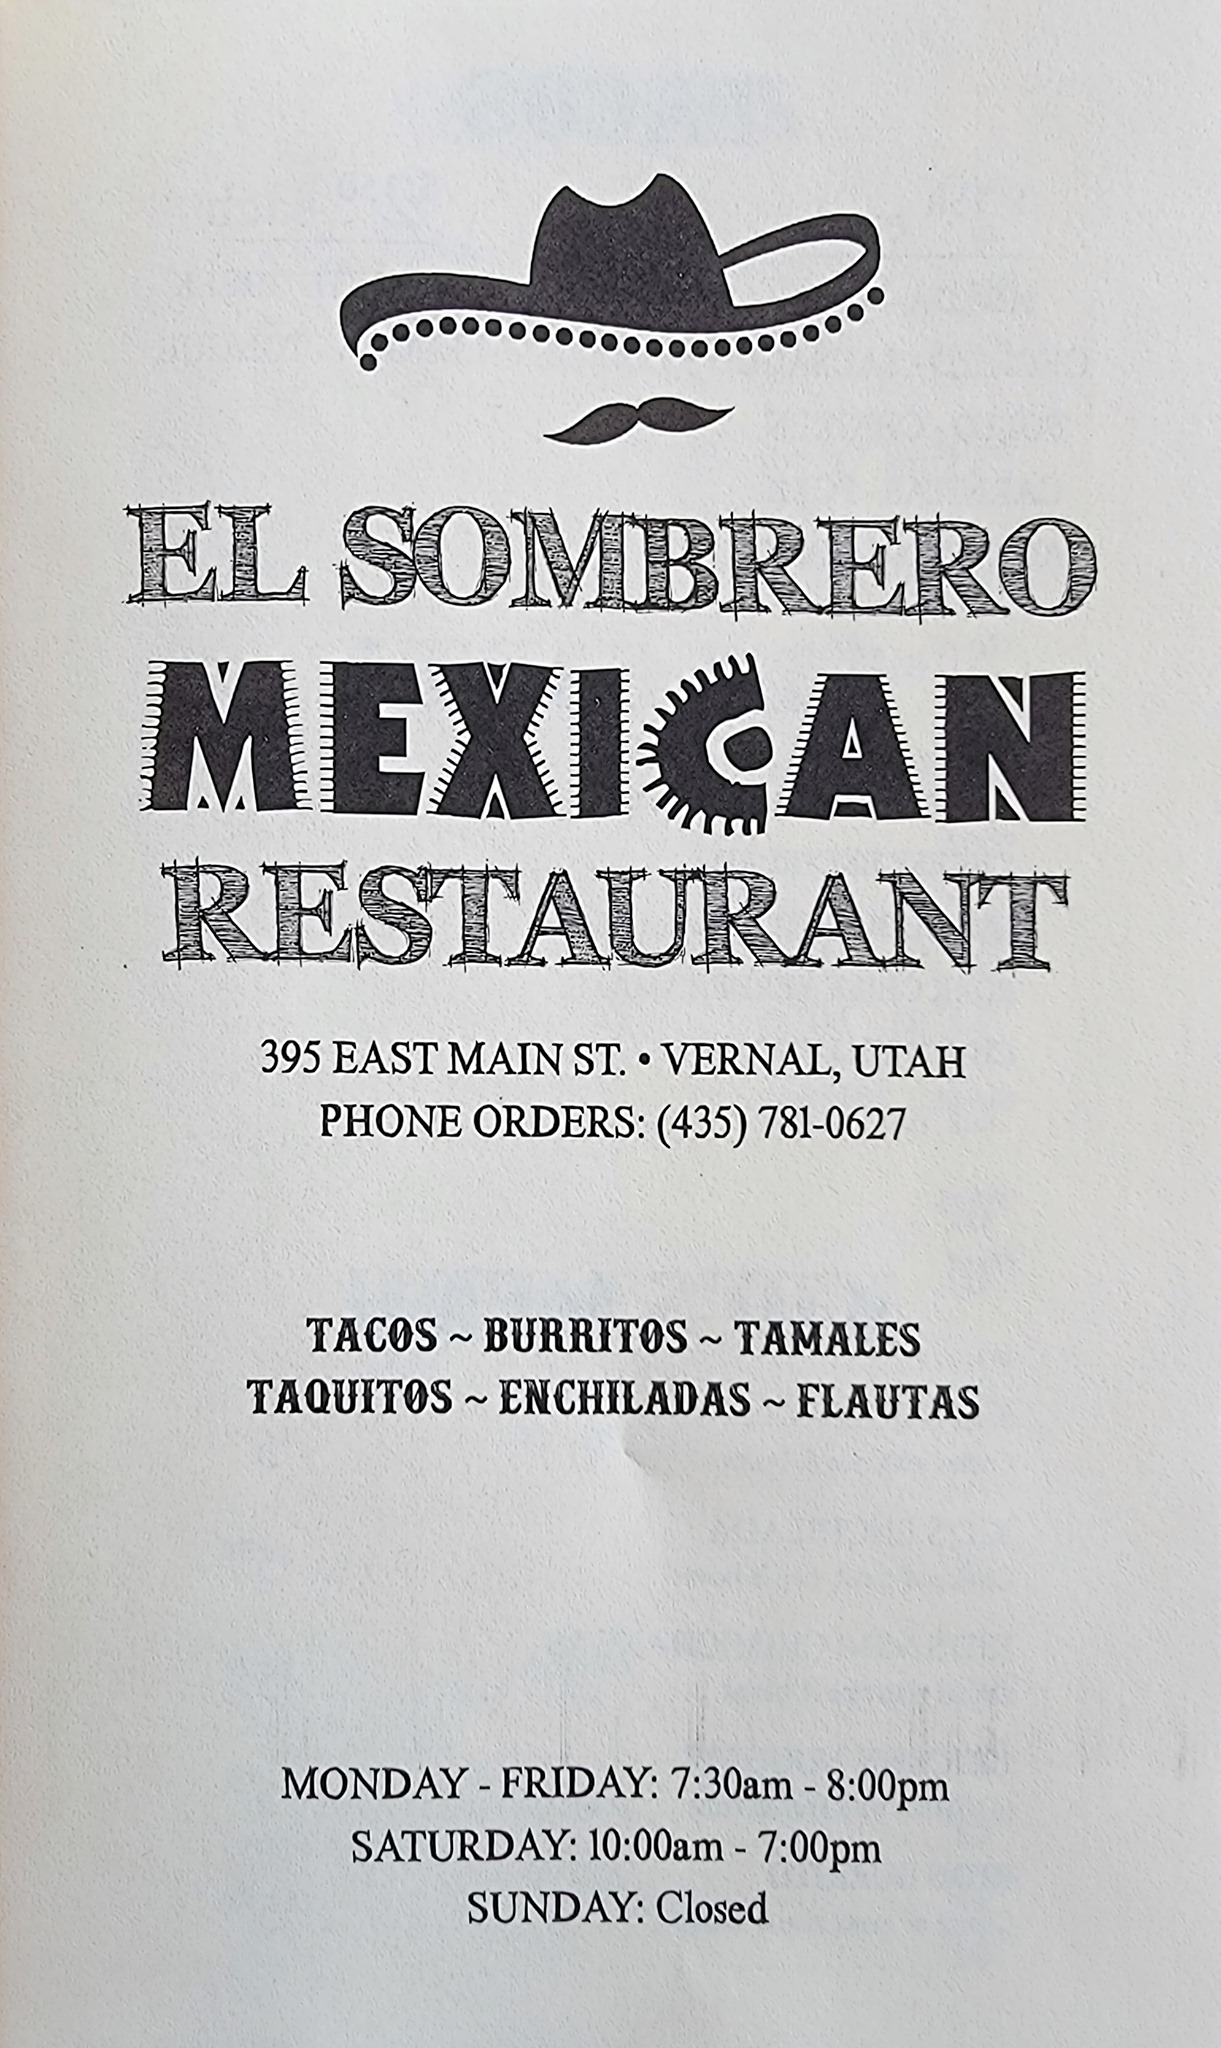 EL SOMBRERO
MEXICAN
RESTAURANT
395 EAST MAIN ST. • VERNAL, UTAH
PHONE ORDERS: (435) 781-0627
TACOS ~ BURRITOS ~ TAMALES
TAQUITOS ~ ENCHILADAS ~ FLAUTAS
MONDAY - FRIDAY: 7:30am - 8:00pm
SATURDAY: 10:00am - 7:00pm
SUNDAY: Closed